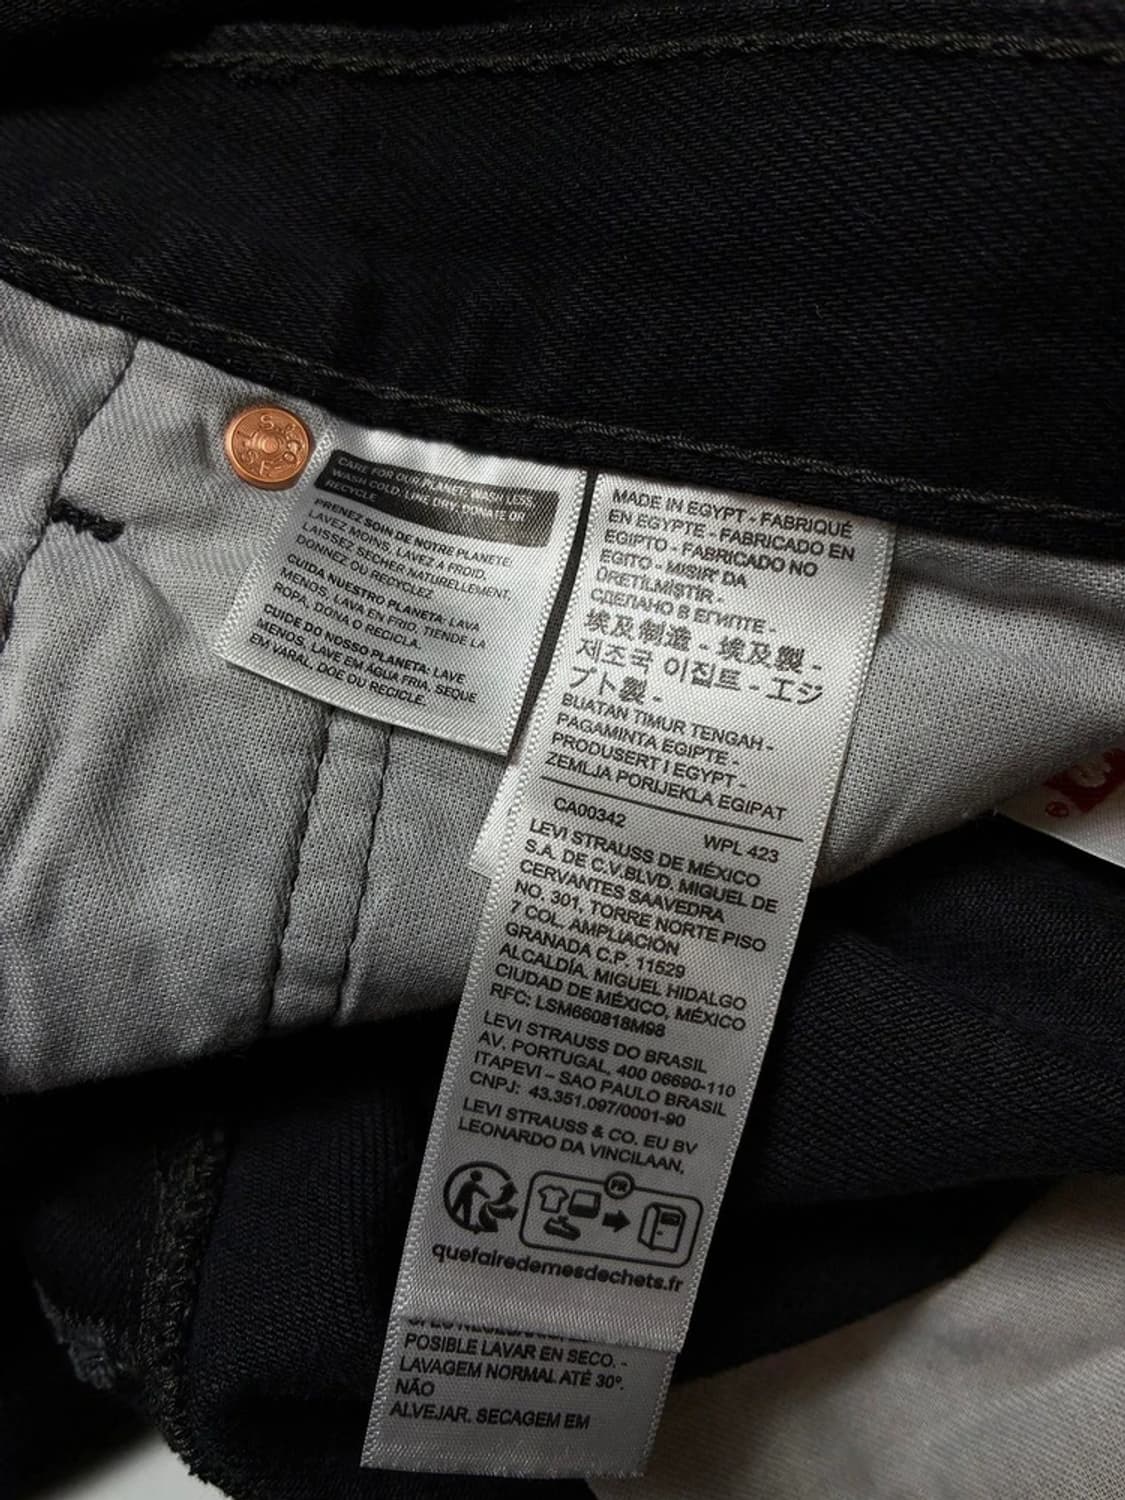 CARE FOR OUR PLANET: WASH LESS,
WASH COLD, LINE DRY, DONATE OR
RECYCLE
PRENEZ SOIN DE NOTRE PLANETE:
LAVEZ MOINS, LAVEZ A FROID,
LAISSEZ SECHER NATURELLEMENT,
DONNEZ OU RECYCLEZ.
CUIDA NUESTRO PLANETA: LAVA
MENOS, LAVA EN FRIO, TIENDE LA
ROPA, DONA O RECICLA.
CUIDE DO NOSSO PLANETA: LAVE
MENOS, LAVE EM ÁGUA FRIA, SEQUE
EM VARAL, DOE OU RECICLE.
MADE IN EGYPT - FABRIQUÉ
EN EGYPTE - FABRICADO EN
EGIPTO - FABRICADO NO
EGITO - MISIR' DA
ÜRETİLMİŞTİR -
СДЕЛАНО В ЕГИПТЕ -
埃及制造 - 埃及製 -
제조국 이집트 - エジ
プト製 -
BUATAN TIMUR TENGAH -
PAGAMINTA EGIPTE -
PRODUSERT I EGYPT -
ZEMLJA PORIJEKLA EGIPAT
CA00342 WPL 423
LEVI STRAUSS DE MÉXICO
S.A. DE C.V.BLVD. MIGUEL DE
CERVANTES SAAVEDRA
NO. 301, TORRE NORTE PISO
7 COL. AMPLIACIÓN
GRANADA C.P. 11529
ALCALDÍA. MIGUEL HIDALGO
CIUDAD DE MÉXICO, MÉXICO
RFC: LSM660818M98
LEVI STRAUSS DO BRASIL
AV. PORTUGAL, 400 06690-110
ITAPEVI – SAO PAULO BRASIL
CNPJ: 43.351.097/0001-90
LEVI STRAUSS & CO. EU BV
LEONARDO DA VINCILAAN,
FR
quefairedemesdechets.fr
POSIBLE LAVAR EN SECO. -
LAVAGEM NORMAL ATÉ 30°.
NÃO
ALVEJAR. SECAGEM EM